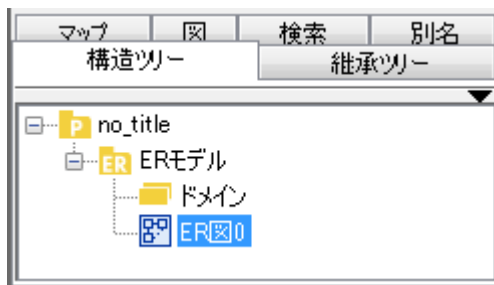 マップ 図 検索 別名
構造ツリー 継承ツリー
no_title
ERモデル
ドメイン
ER図0